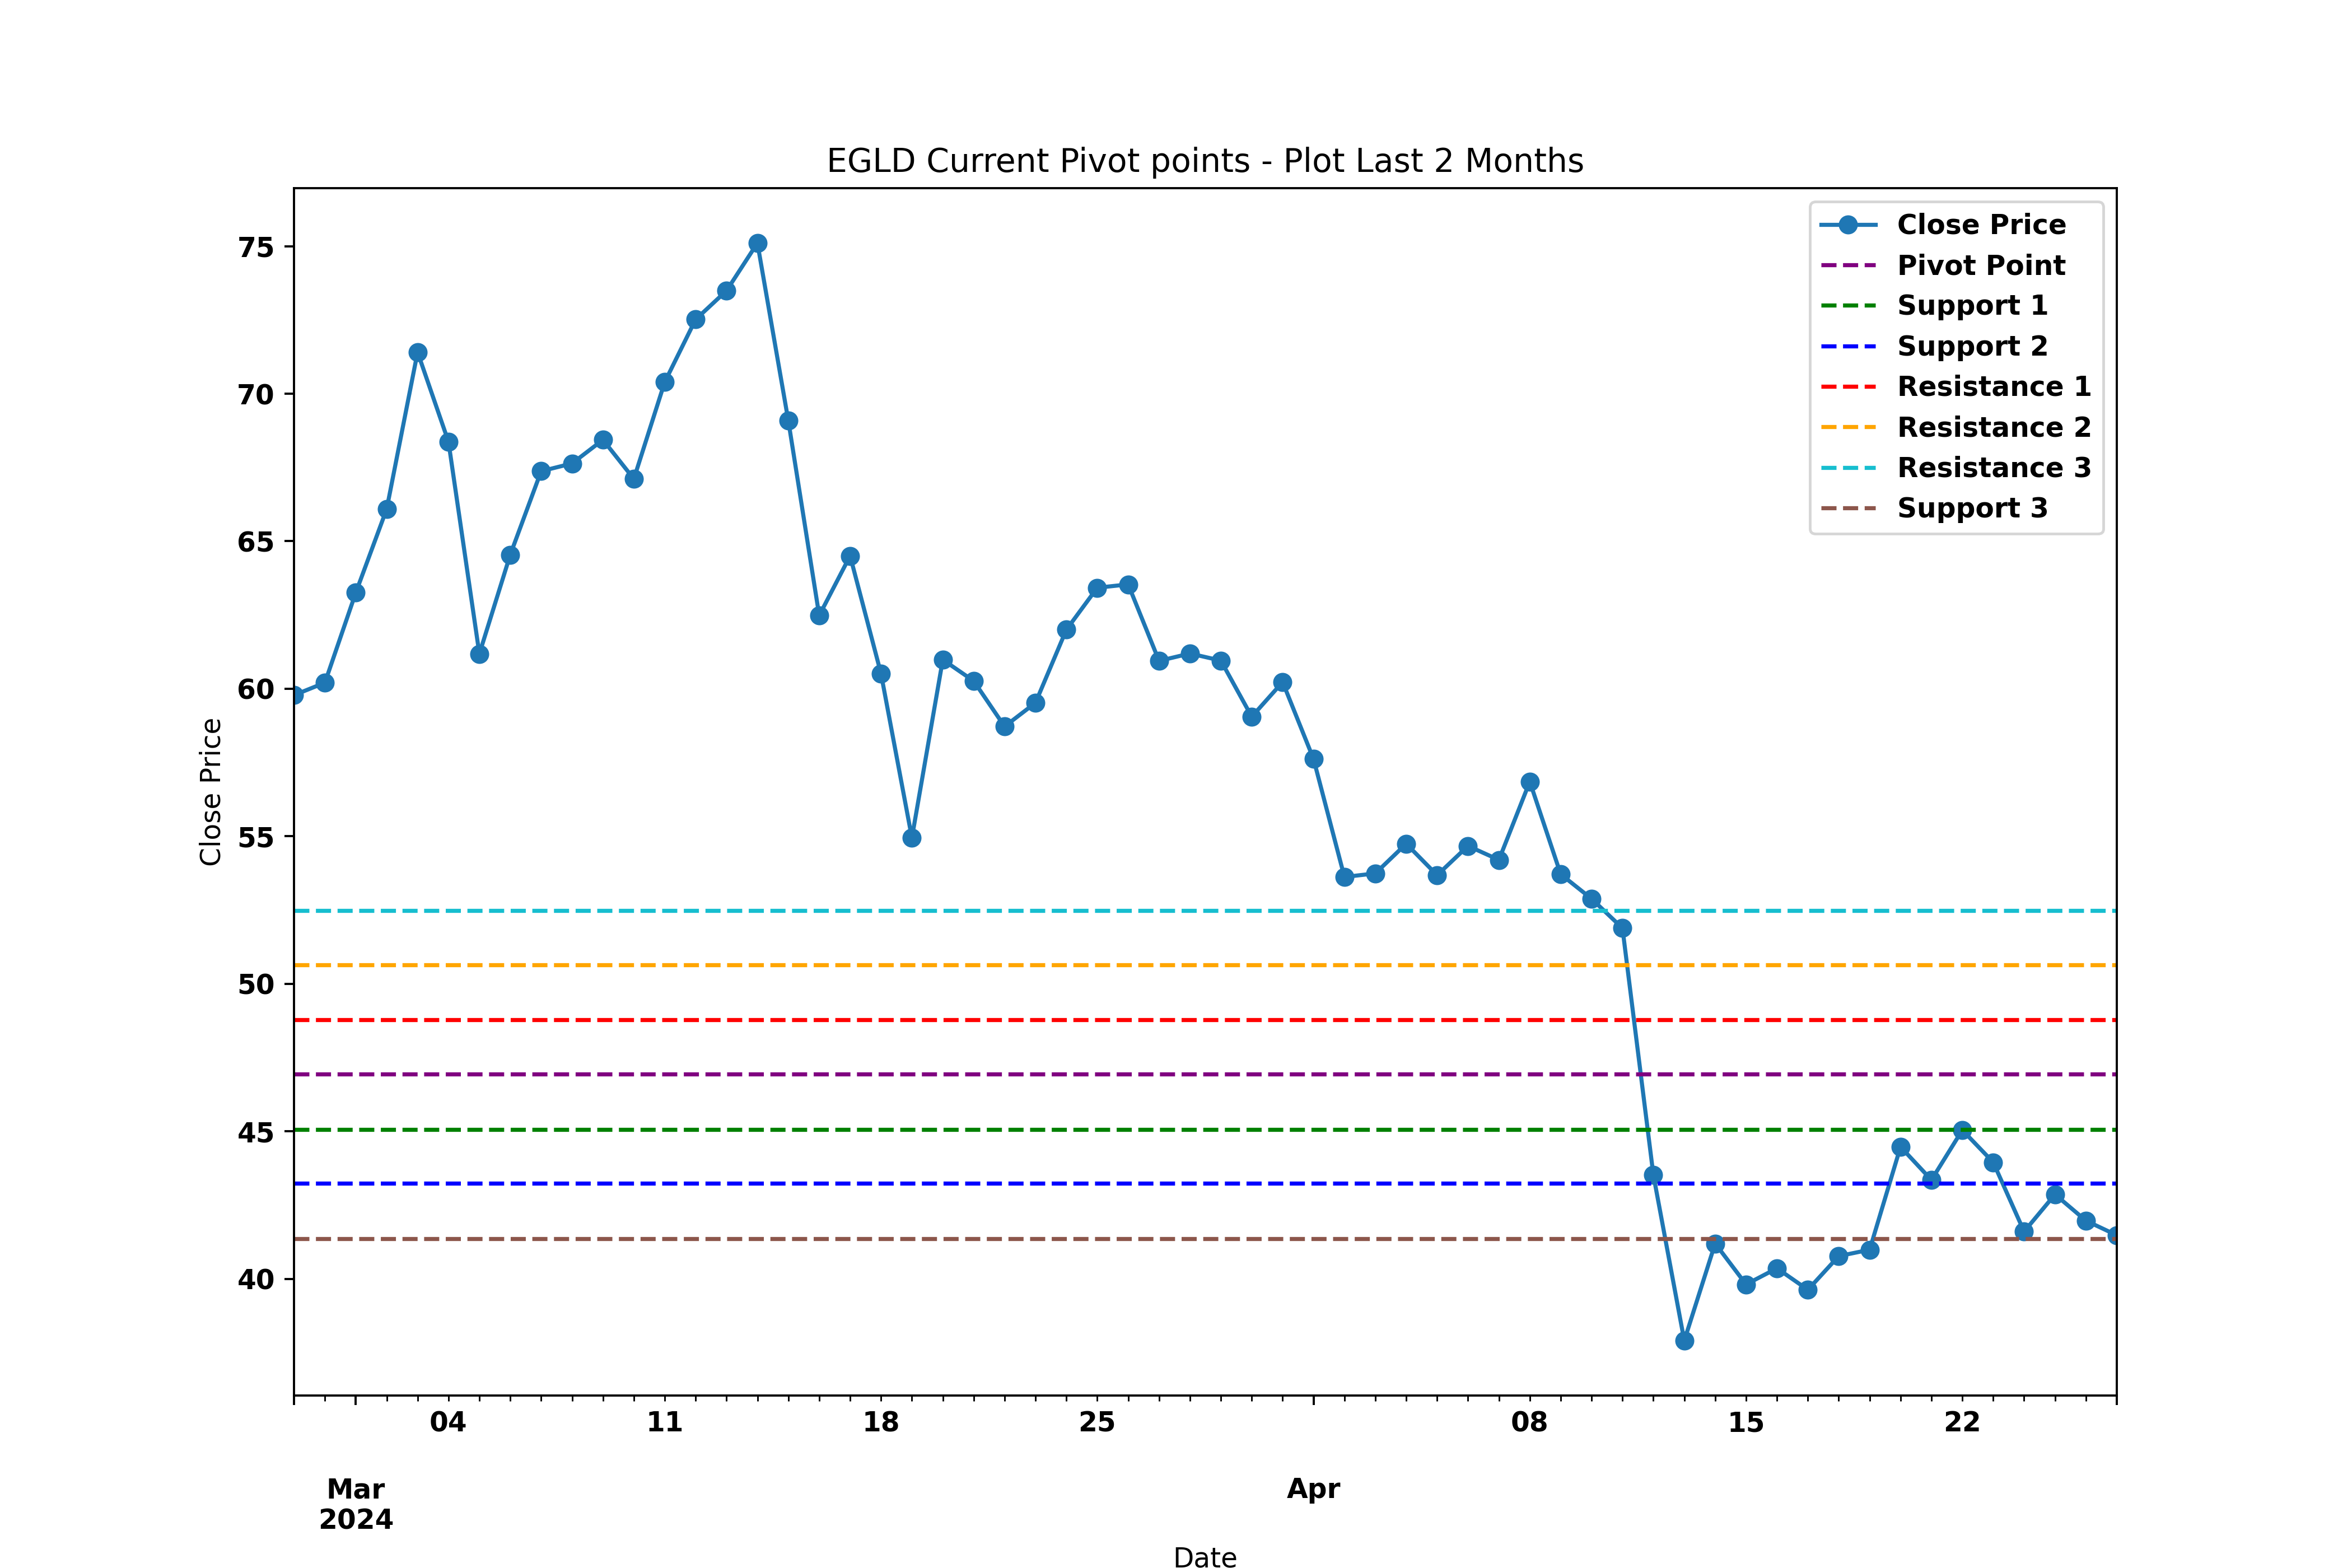 EGLD Current Pivot points - Plot Last 2 Months
Close Price
Pivot Point
Support 1
Support 2
Resistance 1
Resistance 2
Resistance 3
Support 3
75
70
65
60
55
50
45
40
Close Price
04
11
18
25
08
15
22
Mar
2024
Apr
Date